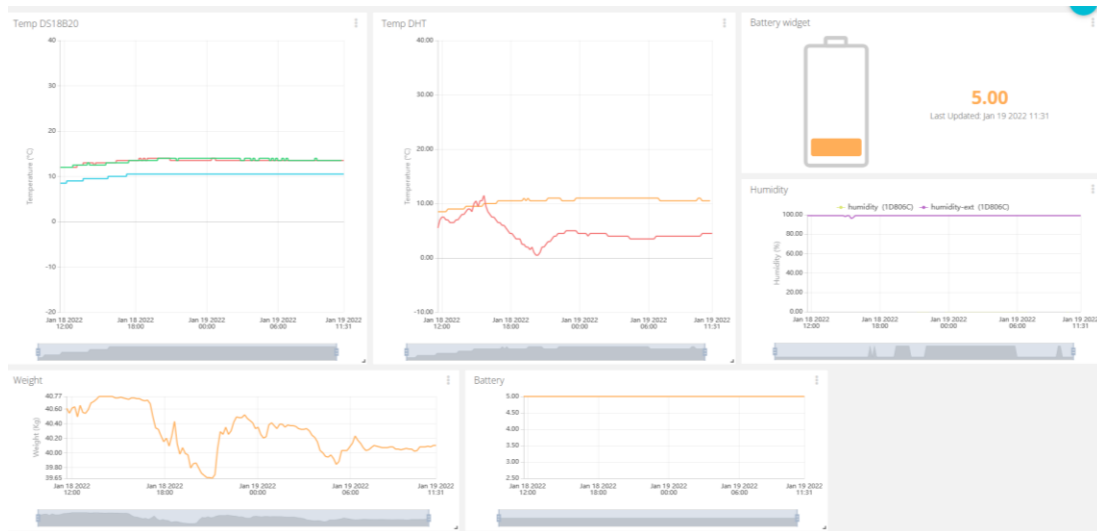 Temp DS18B20
40
30
20
10
0
-10
-20
Temperature (°C)
Jan 18 2022 12:00
Jan 18 2022 18:00
Jan 19 2022 00:00
Jan 19 2022 06:00
Jan 19 2022 11:31
Temp DHT
40.00
30.00
20.00
10.00
0.00
-10.00
Temperature (°C)
Jan 18 2022 12:00
Jan 18 2022 18:00
Jan 19 2022 00:00
Jan 19 2022 06:00
Jan 19 2022 11:31
Battery widget
5.00
Last Updated: Jan 19 2022 11:31
Humidity
humidity (1D806C)
humidity-ext (1D806C)
100.00
80.00
60.00
40.00
20.00
0.00
Humidity (%)
Jan 18 2022 12:00
Jan 18 2022 18:00
Jan 19 2022 00:00
Jan 19 2022 06:00
Jan 19 2022 11:31
Weight
40.77
40.60
40.40
40.20
40.00
39.80
39.65
Weight (Kg)
Jan 18 2022 12:00
Jan 18 2022 18:00
Jan 19 2022 00:00
Jan 19 2022 06:00
Jan 19 2022 11:31
Battery
5.00
4.50
4.00
3.50
3.00
2.50
Jan 18 2022 12:00
Jan 18 2022 18:00
Jan 19 2022 00:00
Jan 19 2022 06:00
Jan 19 2022 11:31